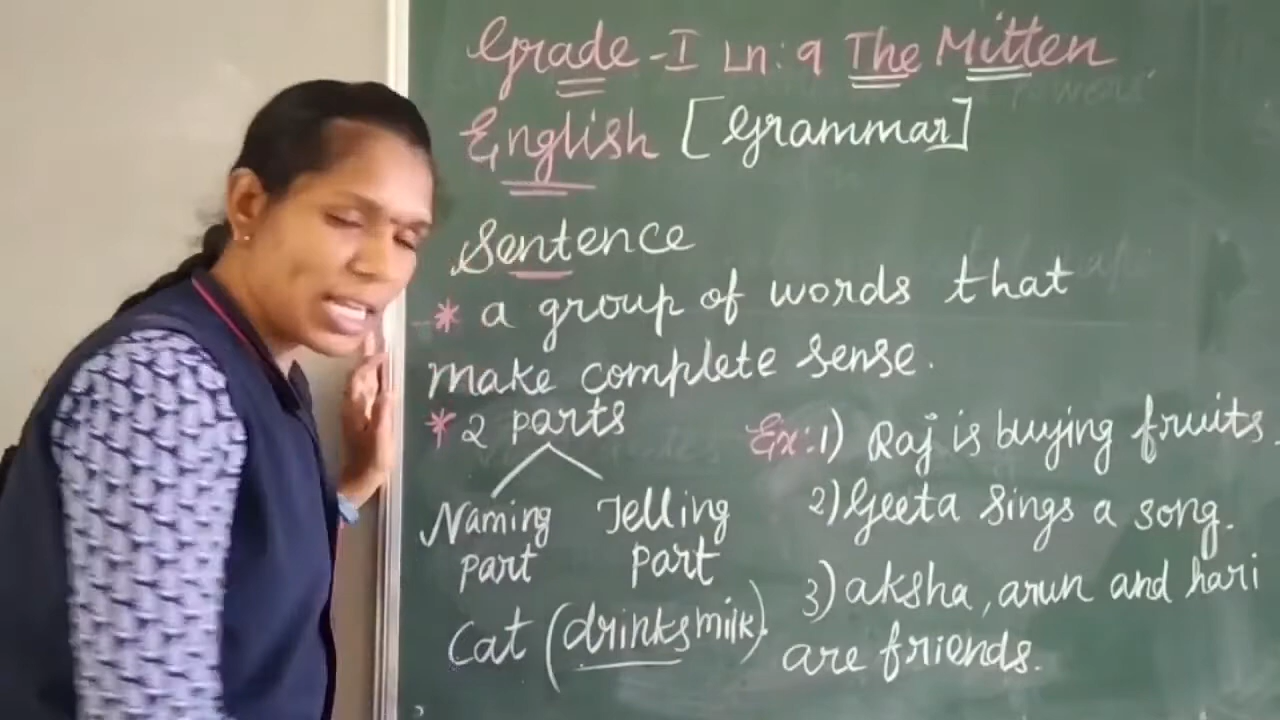 Grade - I Ln: 9 The Mitten
English [Grammar]
Sentence
* a group of words that
make complete sense.
* 2 parts
Naming part
Telling part
Cat (drinks milk).
Ex: 1) Raj is buying fruits.
2) Geeta sings a song.
3) aksha, arun and hari
are friends.